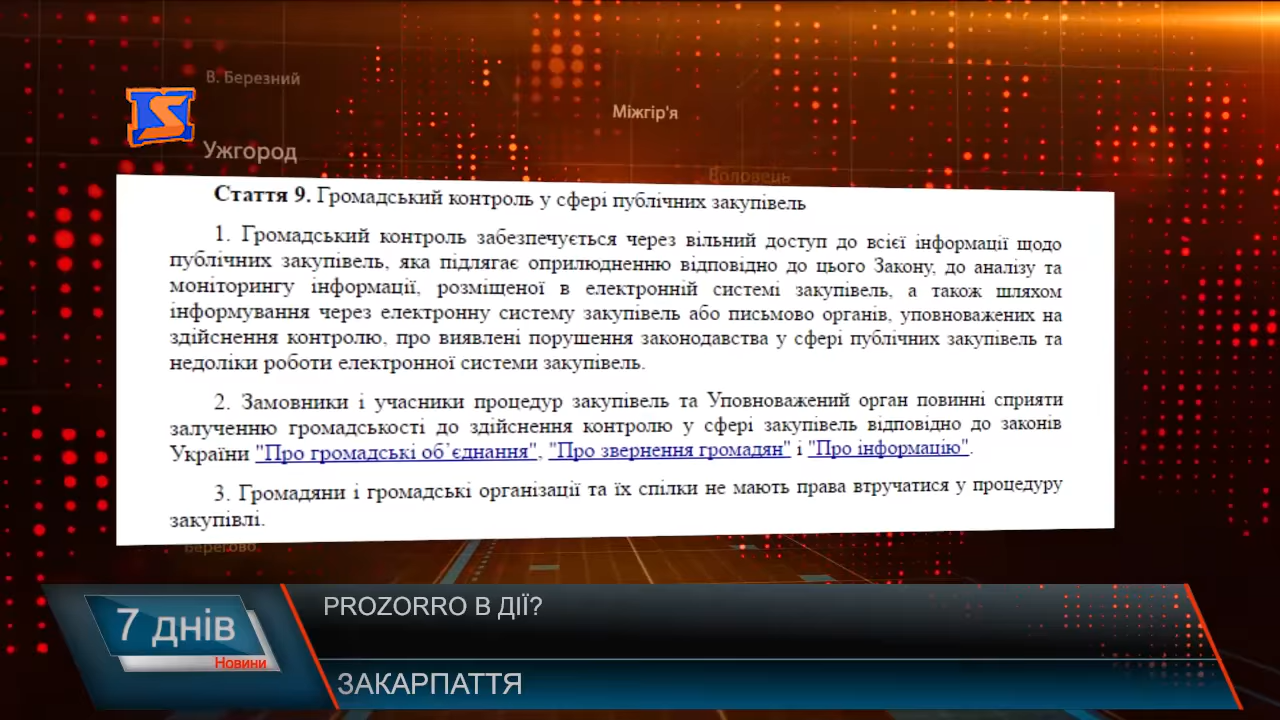 В. Березний
Міжгір'я
Ужгород
Воловець
Стаття 9. Громадський контроль у сфері публічних закупівель
1. Громадський контроль забезпечується через вільний доступ до всієї інформації щодо
публічних закупівель, яка підлягає оприлюдненню відповідно до цього Закону, до аналізу та
моніторингу інформації, розміщеної в електронній системі закупівель, а також шляхом
інформування через електронну систему закупівель або письмово органів, уповноважених на
здійснення контролю, про виявлені порушення законодавства у сфері публічних закупівель та
недоліки роботи електронної системи закупівель.
2. Замовники і учасники процедур закупівель та Уповноважений орган повинні сприяти
залученню громадськості до здійснення контролю у сфері закупівель відповідно до законів
України "Про громадські об’єднання", "Про звернення громадян" і "Про інформацію".
3. Громадяни і громадські організації та їх спілки не мають права втручатися у процедуру
закупівлі.
Берегово
PROZORRO В ДІЇ?
7 днів
Новини
ЗАКАРПАТТЯ